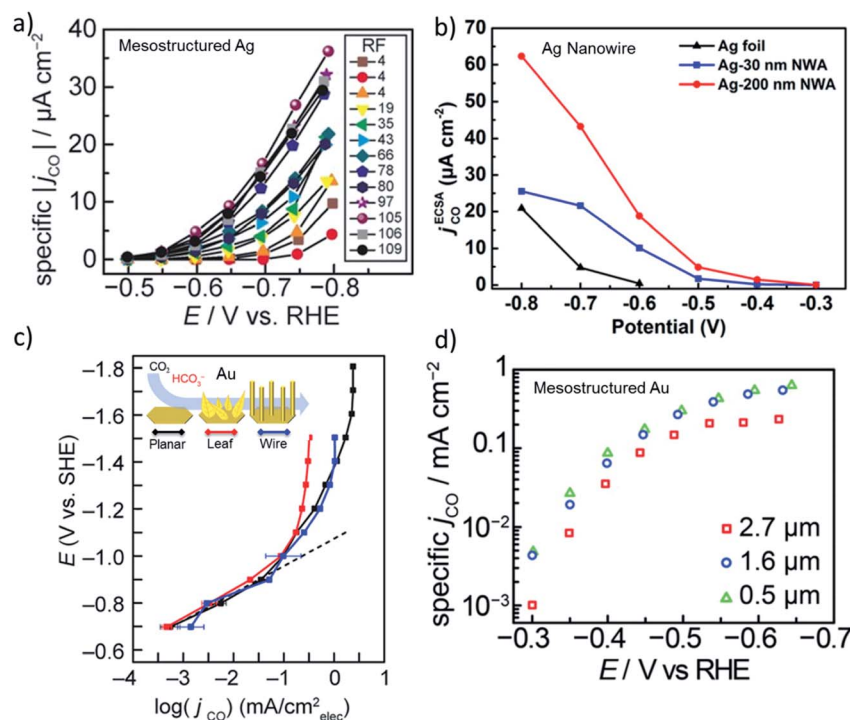 a)
Mesostructured Ag
RF
4
4
4
19
35
43
66
78
80
97
105
106
109
40
30
20
10
0
specific |j_CO| / μA cm⁻²
−0.5 −0.6 −0.7 −0.8
E / V vs. RHE
b)
Ag Nanowire
Ag foil
Ag-30 nm NWA
Ag-200 nm NWA
70
60
50
40
30
20
10
0
j_CO^ECSA (μA cm⁻²)
-0.8 -0.7 -0.6 -0.5 -0.4 -0.3
Potential (V)
c)
CO₂
HCO₃⁻
Au
Planar Leaf Wire
−1.8
−1.6
−1.4
−1.2
−1.0
−0.8
−0.6
E (V vs. SHE)
−4 −3 −2 −1 0 1
log(j_CO) (mA/cm²_elec)
d)
Mesostructured Au
1
0.1
10⁻²
10⁻³
specific j_CO / mA cm⁻²
2.7 μm
1.6 μm
0.5 μm
−0.3 −0.4 −0.5 −0.6 −0.7
E / V vs RHE